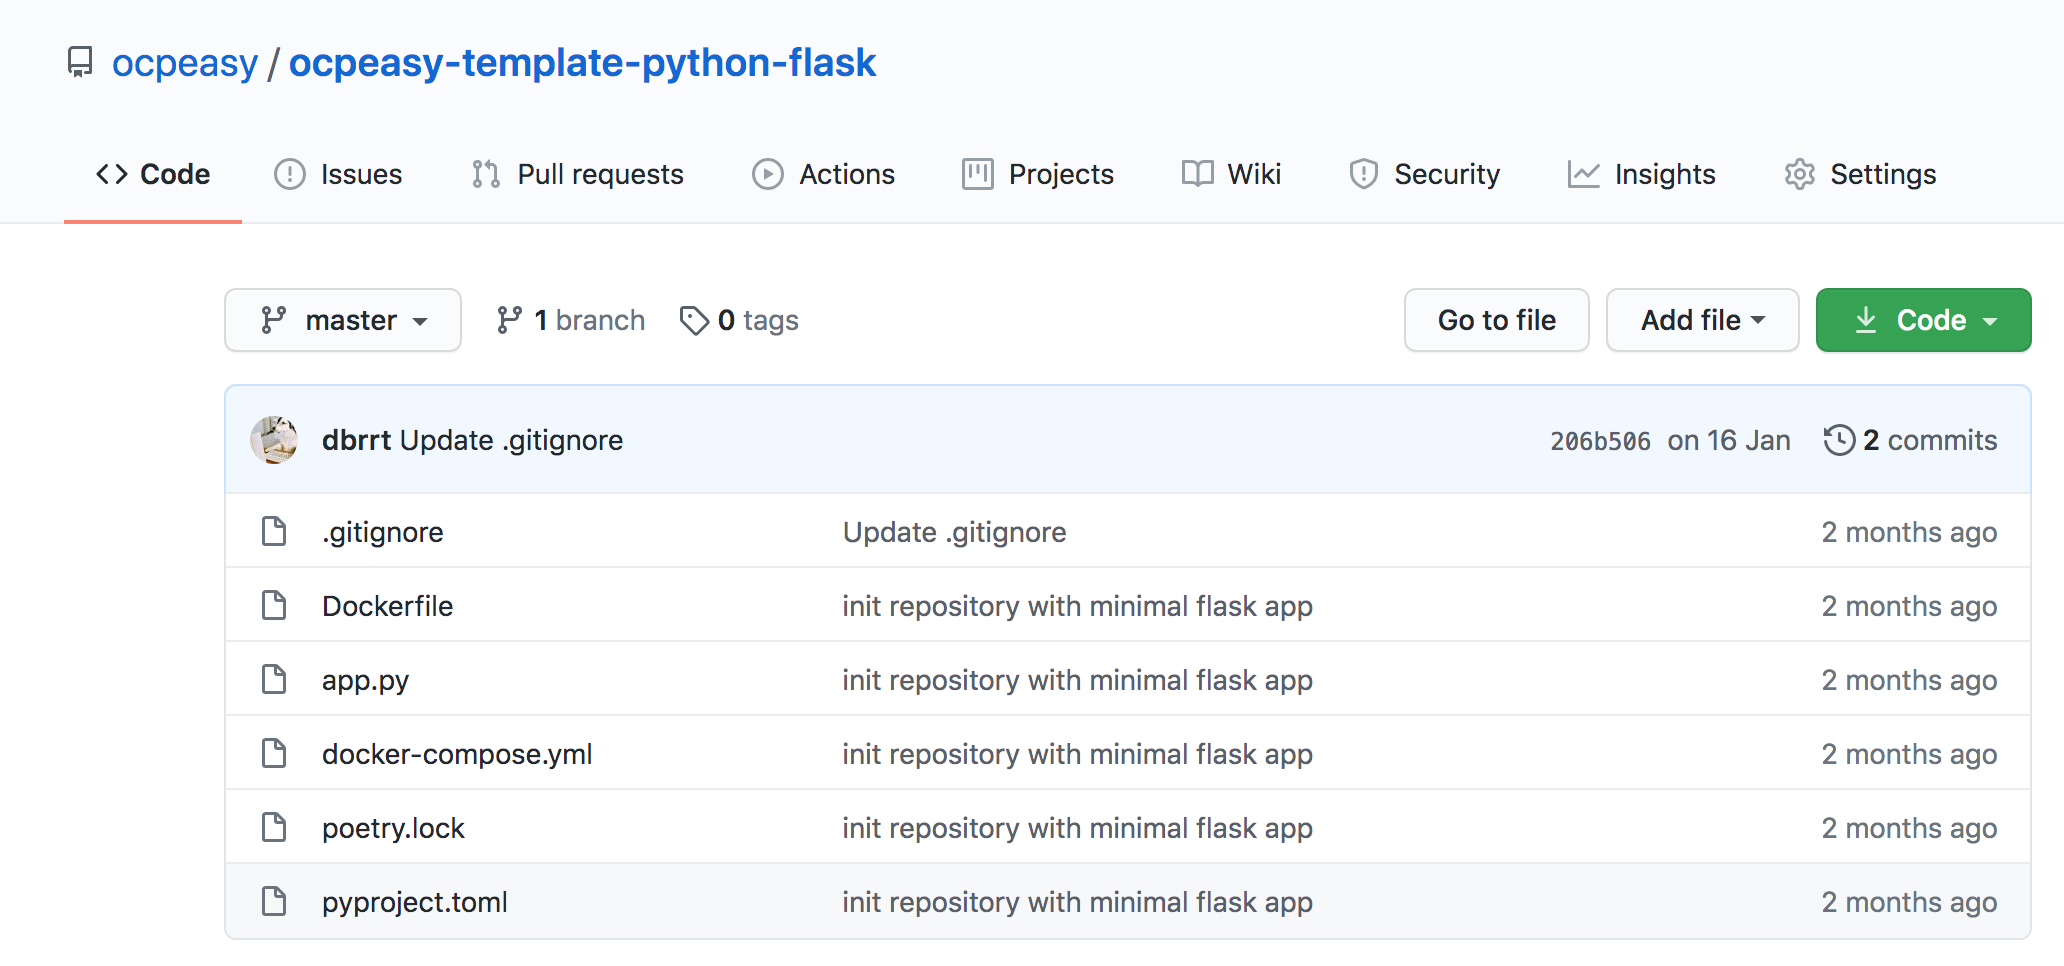 ocpeasy / ocpeasy-template-python-flask
Code Issues Pull requests Actions Projects Wiki Security Insights Settings
master 1 branch 0 tags Go to file Add file Code
dbrrt Update .gitignore 206b506 on 16 Jan 2 commits
.gitignore Update .gitignore 2 months ago
Dockerfile init repository with minimal flask app 2 months ago
app.py init repository with minimal flask app 2 months ago
docker-compose.yml init repository with minimal flask app 2 months ago
poetry.lock init repository with minimal flask app 2 months ago
pyproject.toml init repository with minimal flask app 2 months ago